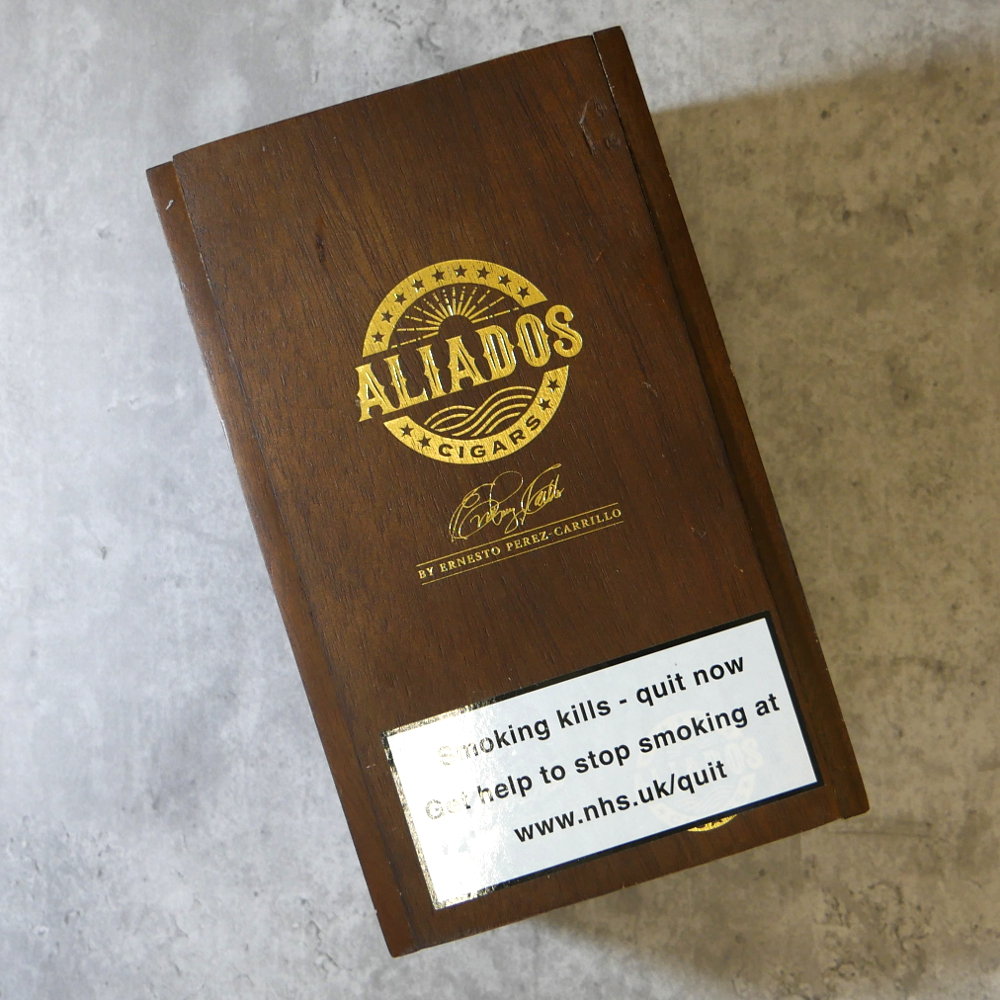 ALIADOS
CIGARS
BY ERNESTO PEREZ-CARRILLO
Smoking kills - quit now
Get help to stop smoking at
www.nhs.uk/quit